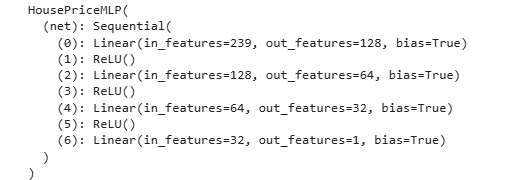 HousePriceMLP(
  (net): Sequential(
    (0): Linear(in_features=239, out_features=128, bias=True)
    (1): ReLU()
    (2): Linear(in_features=128, out_features=64, bias=True)
    (3): ReLU()
    (4): Linear(in_features=64, out_features=32, bias=True)
    (5): ReLU()
    (6): Linear(in_features=32, out_features=1, bias=True)
  )
)